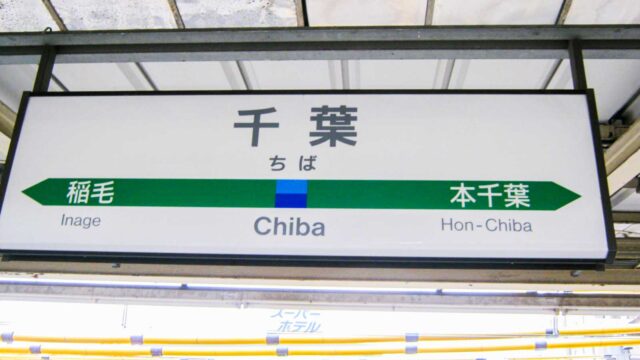 千葉
ちば
稲毛 本千葉
Inage Chiba Hon-Chiba
スーパー
ホテル